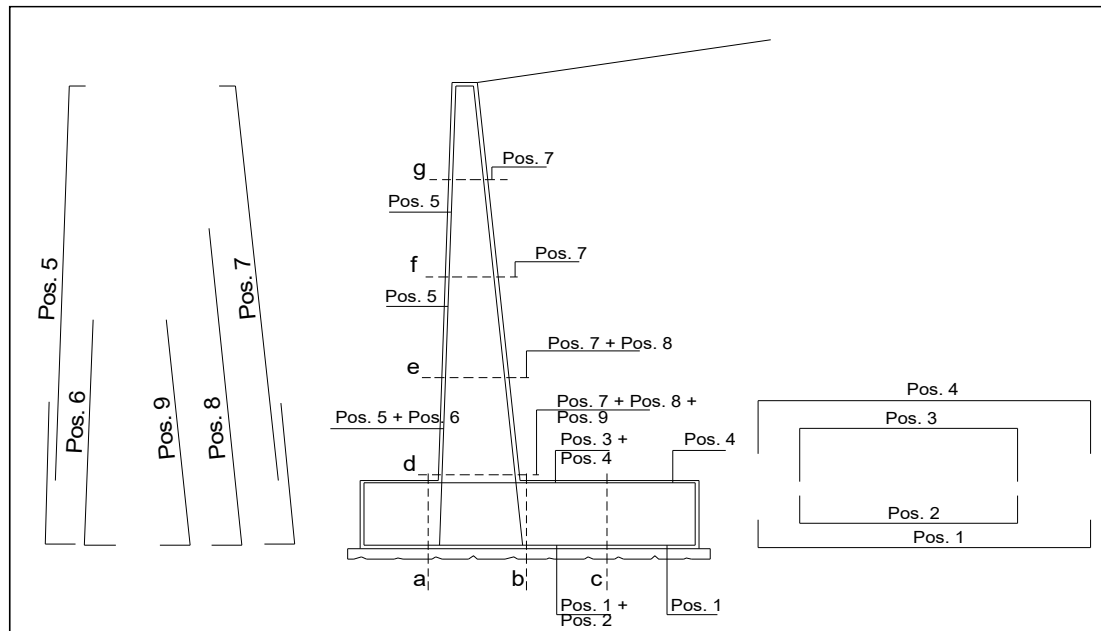 g
Pos. 7
Pos. 5
f
Pos. 7
Pos. 5
Pos. 7
Pos. 5
Pos. 7 + Pos. 8
e
Pos. 6
Pos. 9
Pos. 8
Pos. 5 + Pos. 6
Pos. 7 + Pos. 8 +
Pos. 9
Pos. 3 +
Pos. 4
Pos. 4
d
Pos. 4
Pos. 3
Pos. 2
Pos. 1
a
b
c
Pos. 1 +
Pos. 2
Pos. 1